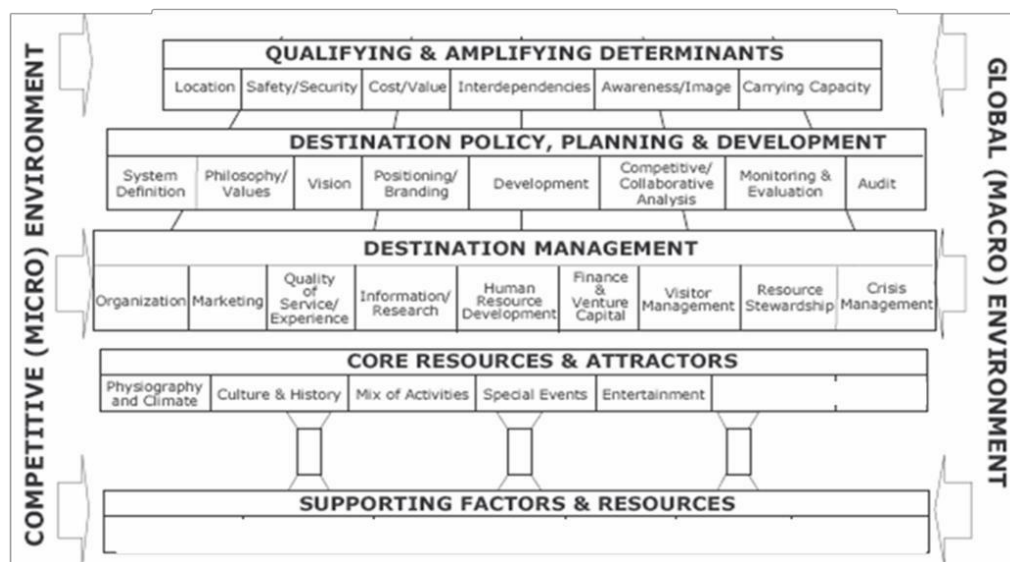 COMPETITIVE (MICRO) ENVIRONMENT
GLOBAL (MACRO) ENVIRONMENT
QUALIFYING & AMPLIFYING DETERMINANTS
Location Safety/Security Cost/Value Interdependencies Awareness/Image Carrying Capacity
DESTINATION POLICY, PLANNING & DEVELOPMENT
System
Definition
Philosophy/
Values
Vision
Positioning/
Branding
Development
Competitive/
Collaborative
Analysis
Monitoring &
Evaluation
Audit
DESTINATION MANAGEMENT
Organization
Marketing
Quality
of
Service/
Experience
Information/
Research
Human
Resource
Development
Finance
&
Venture
Capital
Visitor
Management
Resource
Stewardship
Crisis
Management
CORE RESOURCES & ATTRACTORS
Physiography
and Climate
Culture & History
Mix of Activities
Special Events
Entertainment
SUPPORTING FACTORS & RESOURCES